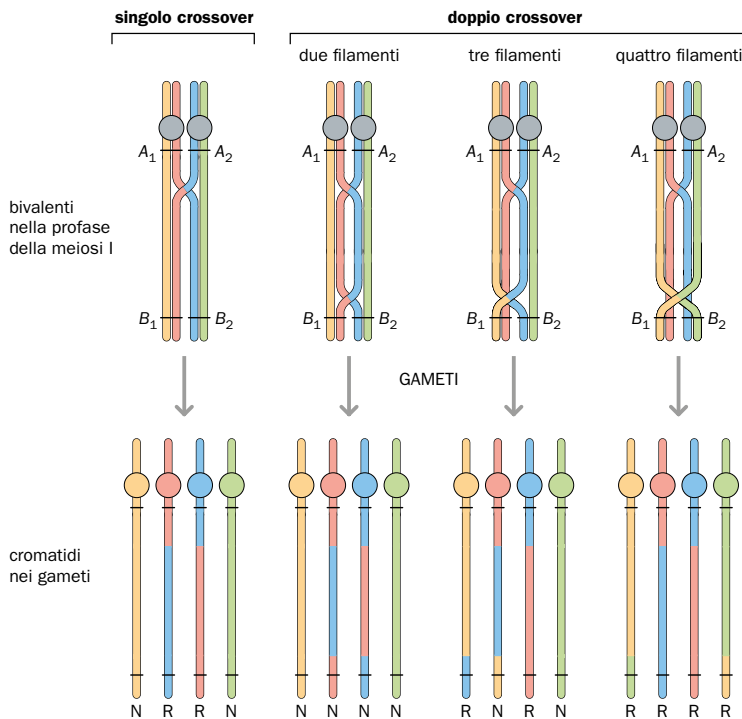 singolo crossover
doppio crossover
due filamenti
tre filamenti
quattro filamenti
A1 A2 A1 A2 A1 A2 A1 A2
bivalenti
nella profase
della meiosi I
B1 B2 B1 B2 B1 B2 B1 B2
GAMETI
cromatidi
nei gameti
N R R N N N N N R N R N R R R R